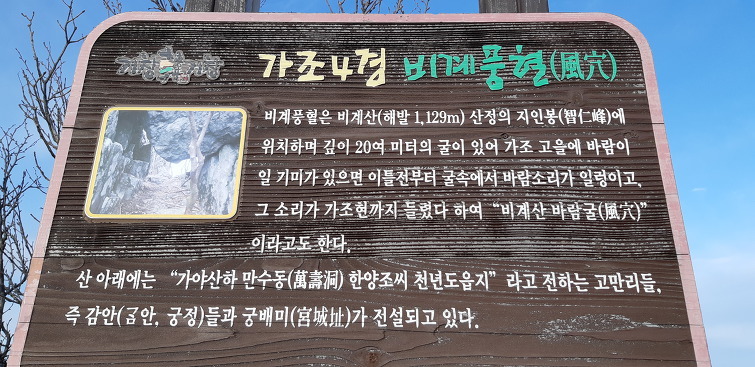 가조4경 비계풍혈(風穴)
비계풍혈은 비계산(해발 1,129m) 산정의 지인봉(智仁峰)에
위치하며 깊이 20여 미터의 굴이 있어 가조 고을에 바람이
일 기미가 있으면 이틀전부터 굴속에서 바람소리가 일렁이고,
그 소리가 가조현까지 들렸다 하여 “비계산 바람굴(風穴)”
이라고도 한다.
산 아래에는 “가야산하 만수동(萬壽洞) 한양조씨 천년도읍지”라고 전하는 고만리들,
즉 감안(굼안, 궁정)들과 궁배미(宮城址)가 전설되고 있다.